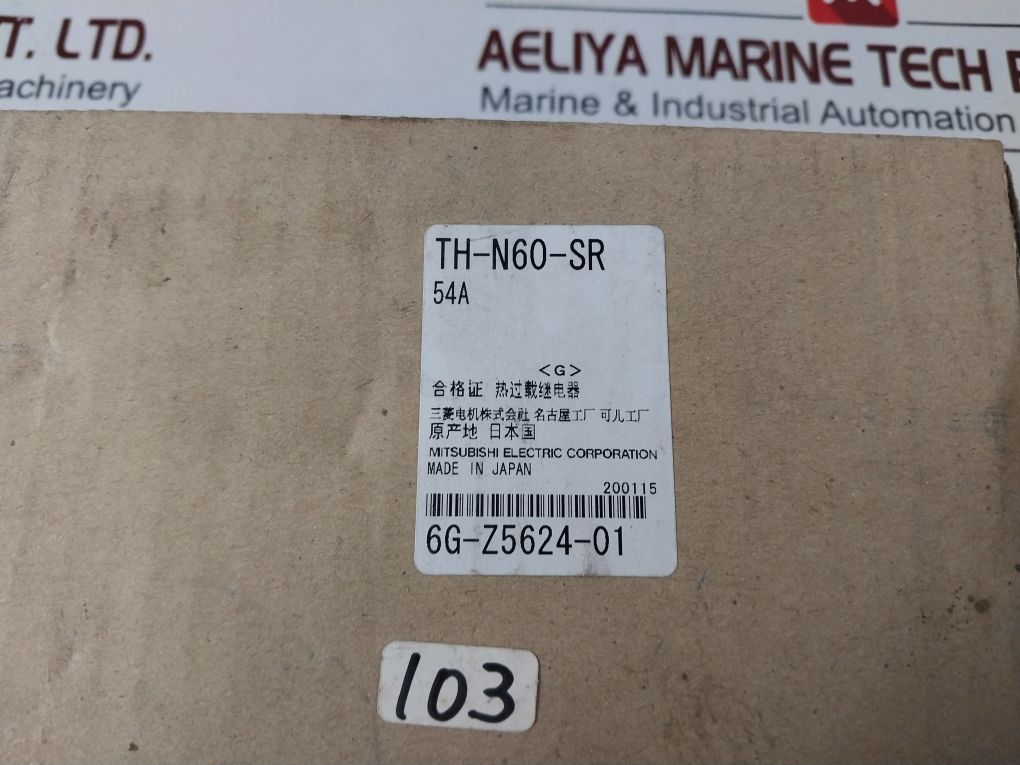 T. LTD.
achinery
AELIYA MARINE TECH
Marine & Industrial Automation
TH-N60-SR
54A
<G>
合格证 热过载继电器
三菱电机株式会社 名古屋工厂 可儿工厂
原产地 日本国
MITSUBISHI ELECTRIC CORPORATION
MADE IN JAPAN
200115
6G-Z5624-01
103